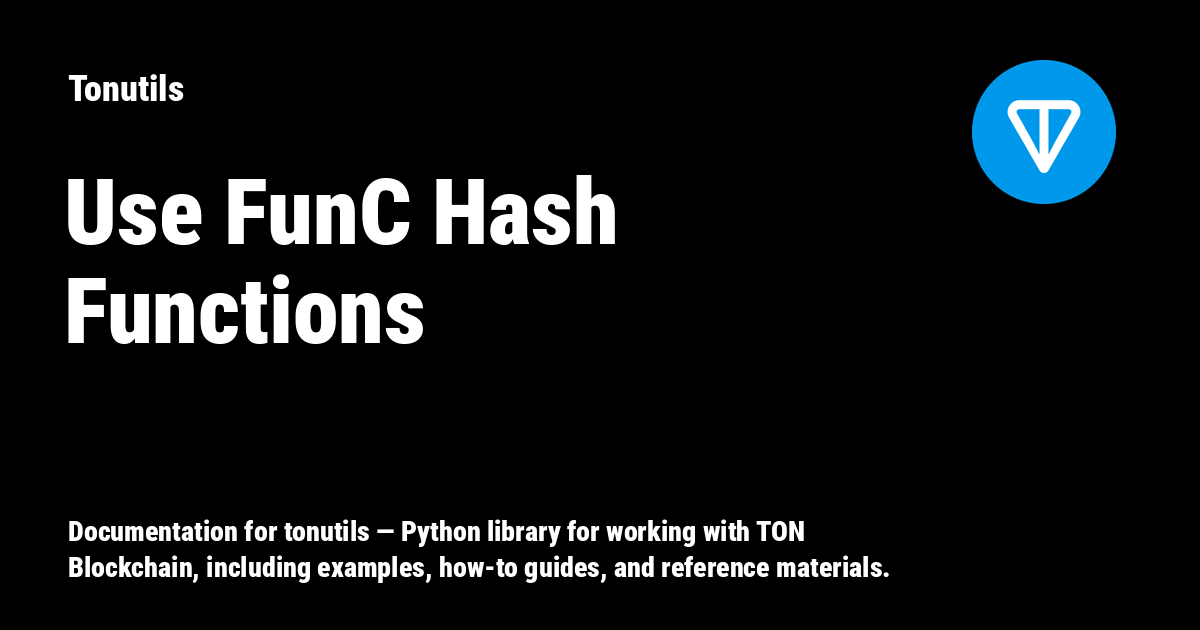 Tonutils
Use FunC Hash
Functions
Documentation for tonutils — Python library for working with TON
Blockchain, including examples, how-to guides, and reference materials.